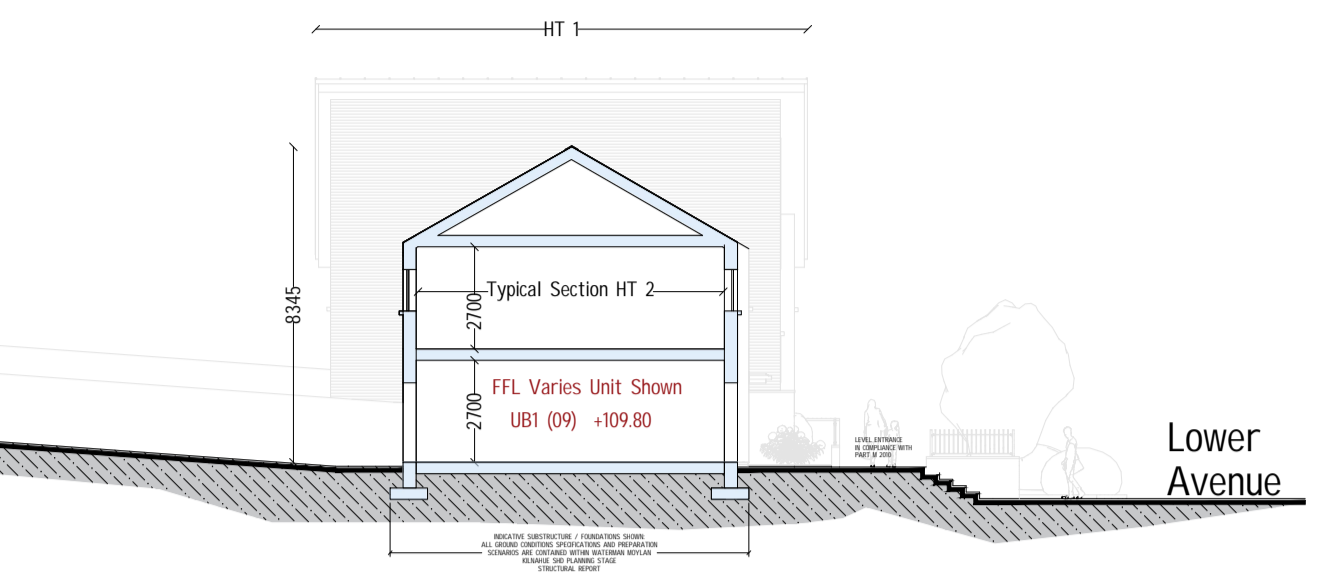 HT 1
8345
Typical Section HT 2
2700
FFL Varies Unit Shown
UB1 (09) +109.80
2700
LEVEL ENTRANCE
IN COMPLIANCE WITH
PART M 2010
Lower
Avenue
INDICATIVE SUBSTRUCTURE / FOUNDATIONS SHOWN:
ALL GROUND CONDITIONS SPECIFICATIONS AND PREPARATION
SCENARIOS ARE CONTAINED WITHIN WATERMAN MOYLAN
KILNAHUE SHD PLANNING STAGE
STRUCTURAL REPORT